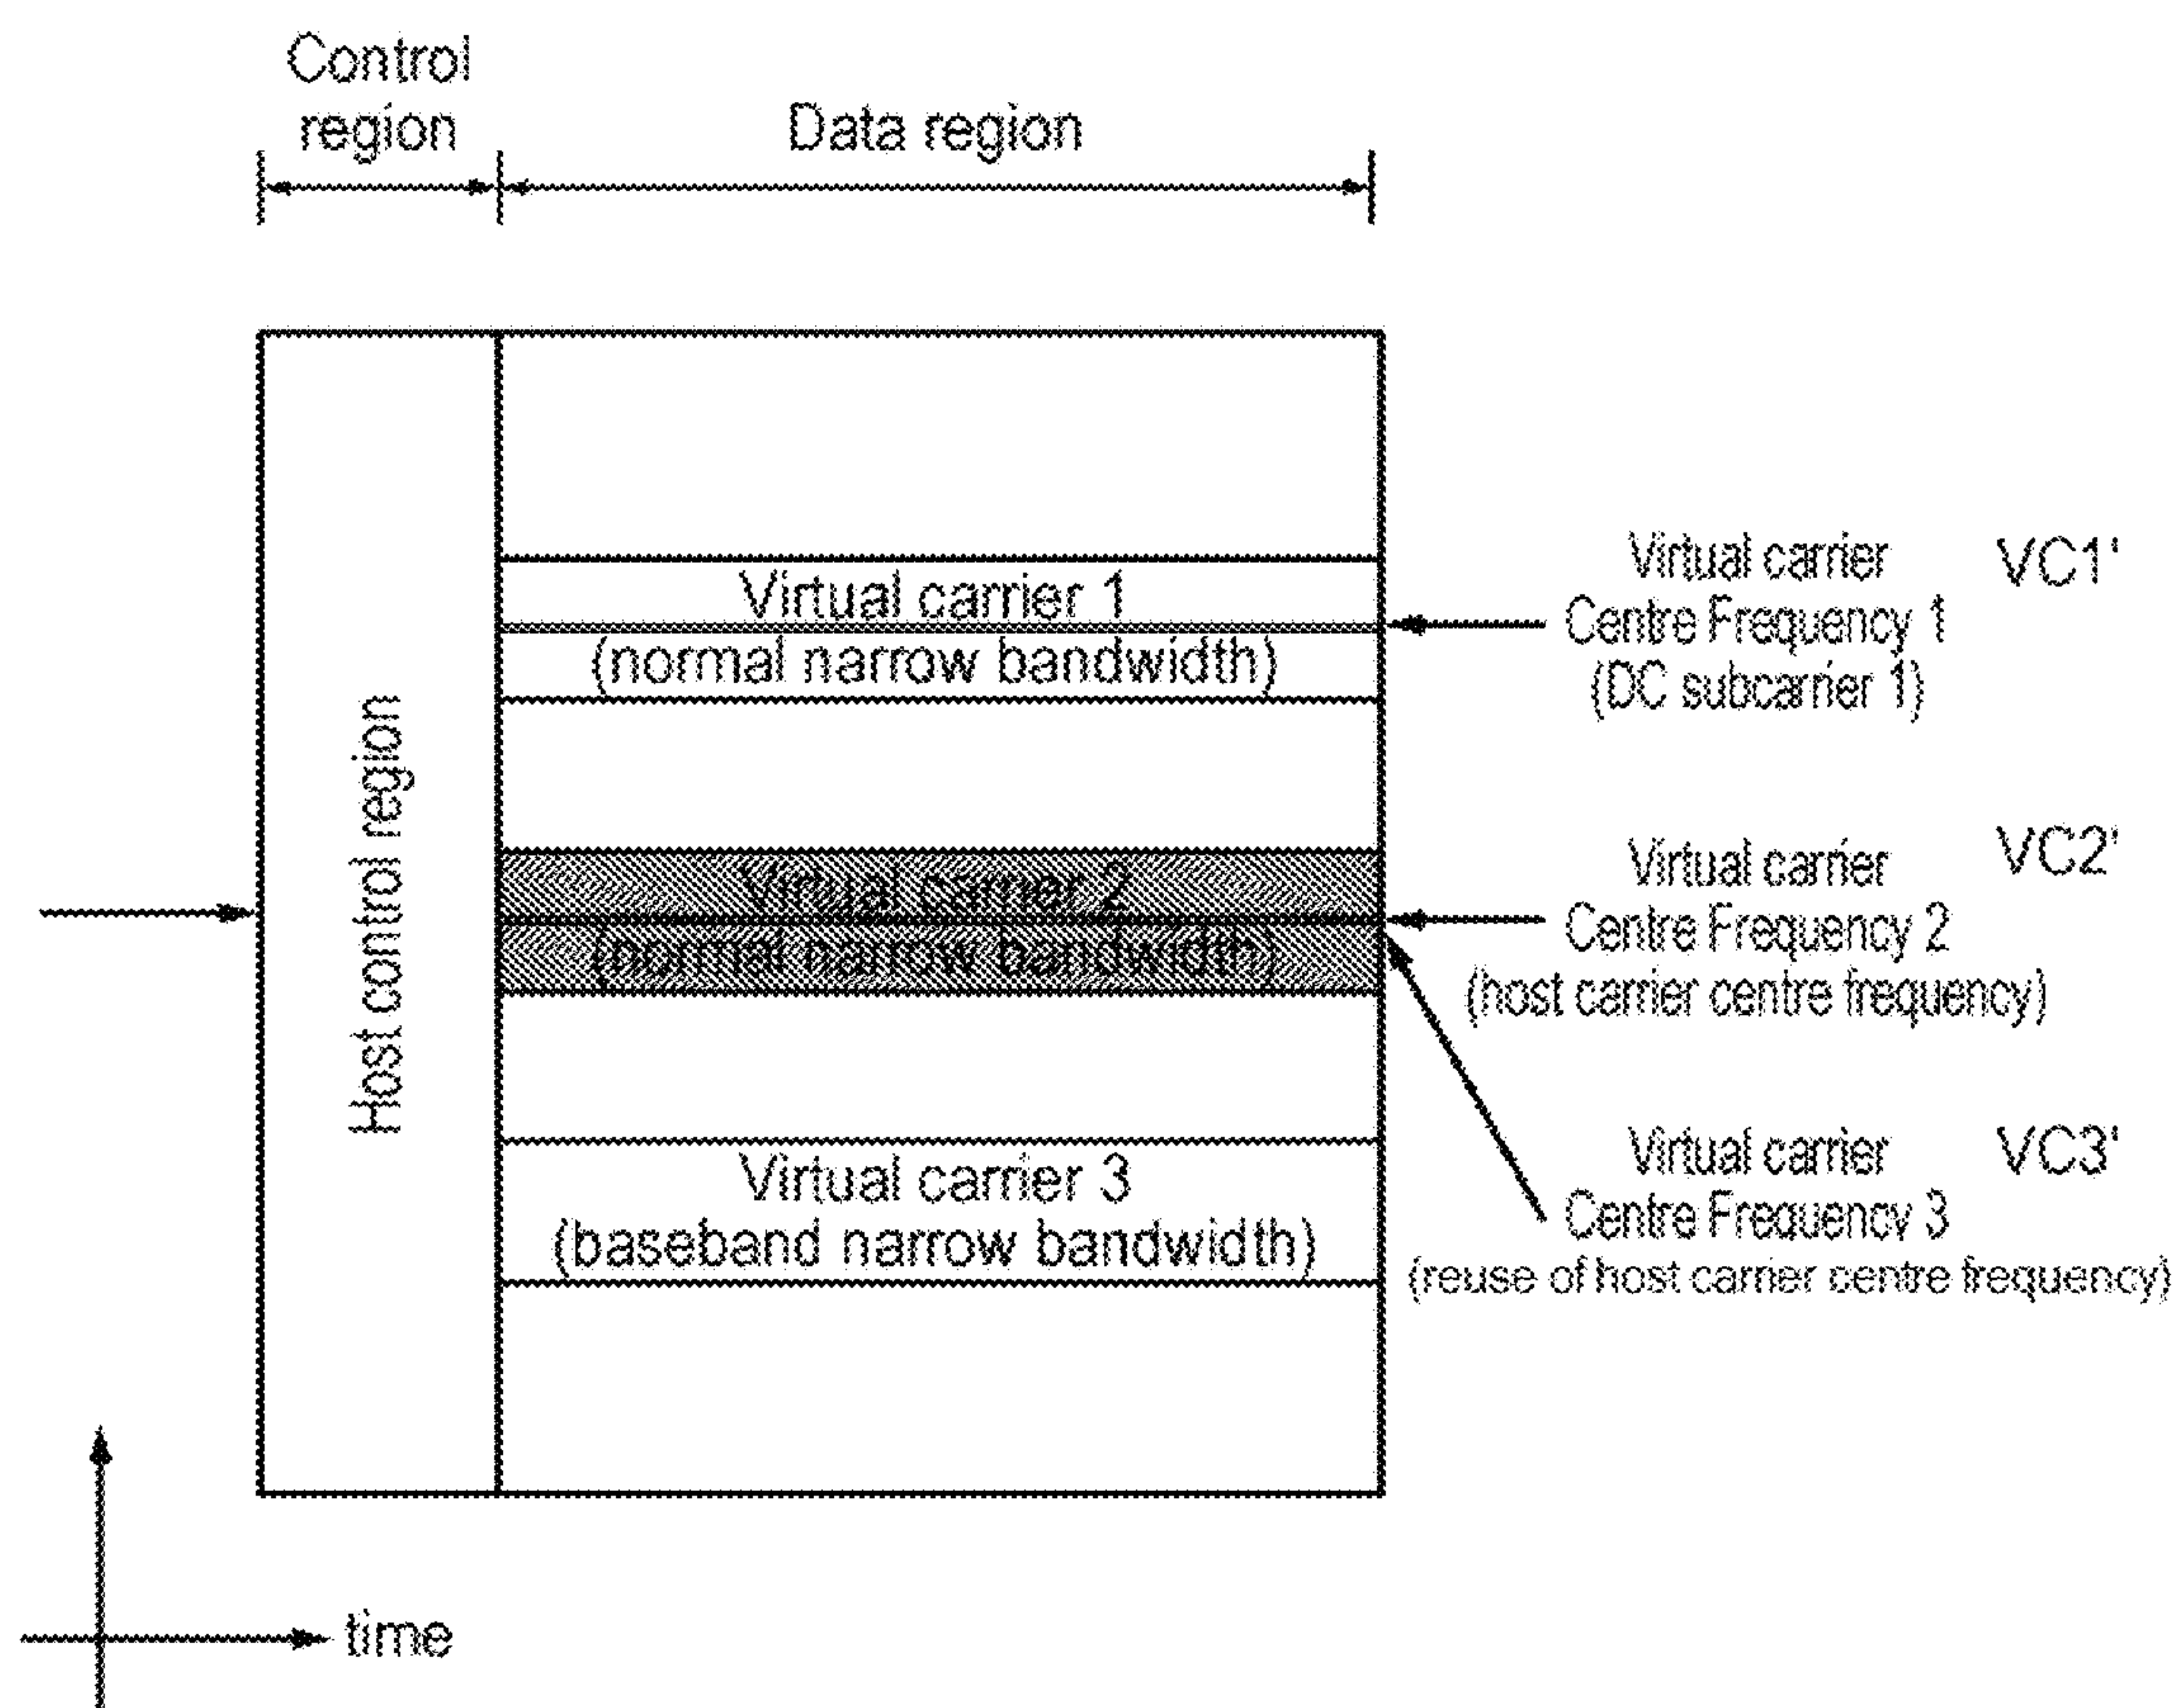 Control
region
Data region
Host control region
Virtual carrier 1
(normal narrow bandwidth)
Virtual carrier 2
(normal narrow bandwidth)
Virtual carrier 3
(baseband narrow bandwidth)
Virtual carrier
Centre Frequency 1
(DC subcarrier 1)
VC1'
Virtual carrier
Centre Frequency 2
(host carrier centre frequency)
VC2'
Virtual carrier
Centre Frequency 3
(reuse of host carrier centre frequency)
VC3'
time